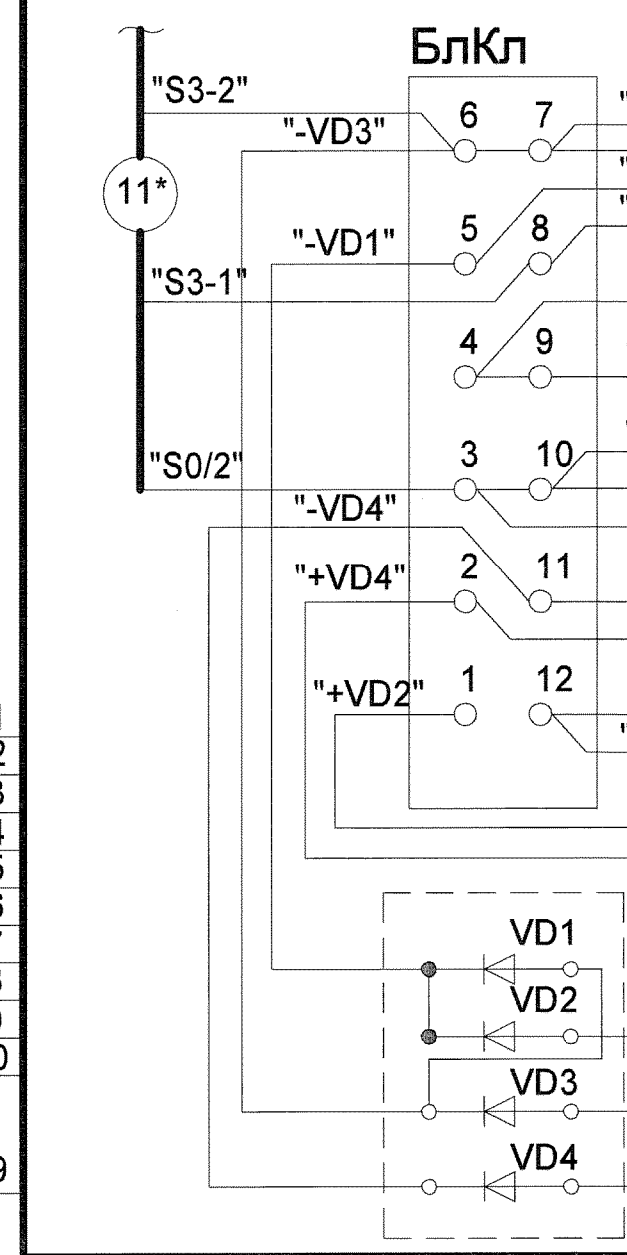 БлКл
"S3-2"
6 7
"-VD3"
11*
5 8
"-VD1"
"S3-1"
4 9
3 10
"S0/2"
"-VD4"
2 11
"+VD4"
1 12
"+VD2"
VD1
VD2
VD3
VD4